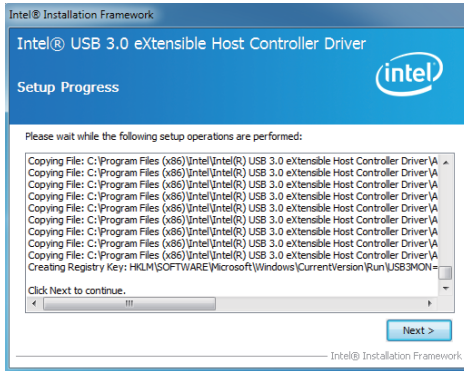 Intel® Installation Framework
Intel® USB 3.0 eXtensible Host Controller Driver
Setup Progress
intel
Please wait while the following setup operations are performed:
Copying File: C:\Program Files (x86)\Intel\Intel(R) USB 3.0 eXtensible Host Controller Driver\A
Copying File: C:\Program Files (x86)\Intel\Intel(R) USB 3.0 eXtensible Host Controller Driver\A
Copying File: C:\Program Files (x86)\Intel\Intel(R) USB 3.0 eXtensible Host Controller Driver\A
Copying File: C:\Program Files (x86)\Intel\Intel(R) USB 3.0 eXtensible Host Controller Driver\A
Copying File: C:\Program Files (x86)\Intel\Intel(R) USB 3.0 eXtensible Host Controller Driver\A
Copying File: C:\Program Files (x86)\Intel\Intel(R) USB 3.0 eXtensible Host Controller Driver\A
Copying File: C:\Program Files (x86)\Intel\Intel(R) USB 3.0 eXtensible Host Controller Driver\A
Copying File: C:\Program Files (x86)\Intel\Intel(R) USB 3.0 eXtensible Host Controller Driver\A
Copying File: C:\Program Files (x86)\Intel\Intel(R) USB 3.0 eXtensible Host Controller Driver\A
Creating Registry Key: HKLM\SOFTWARE\Microsoft\Windows\CurrentVersion\Run\USB3MON=
Click Next to continue.
Next >
Intel® Installation Framework